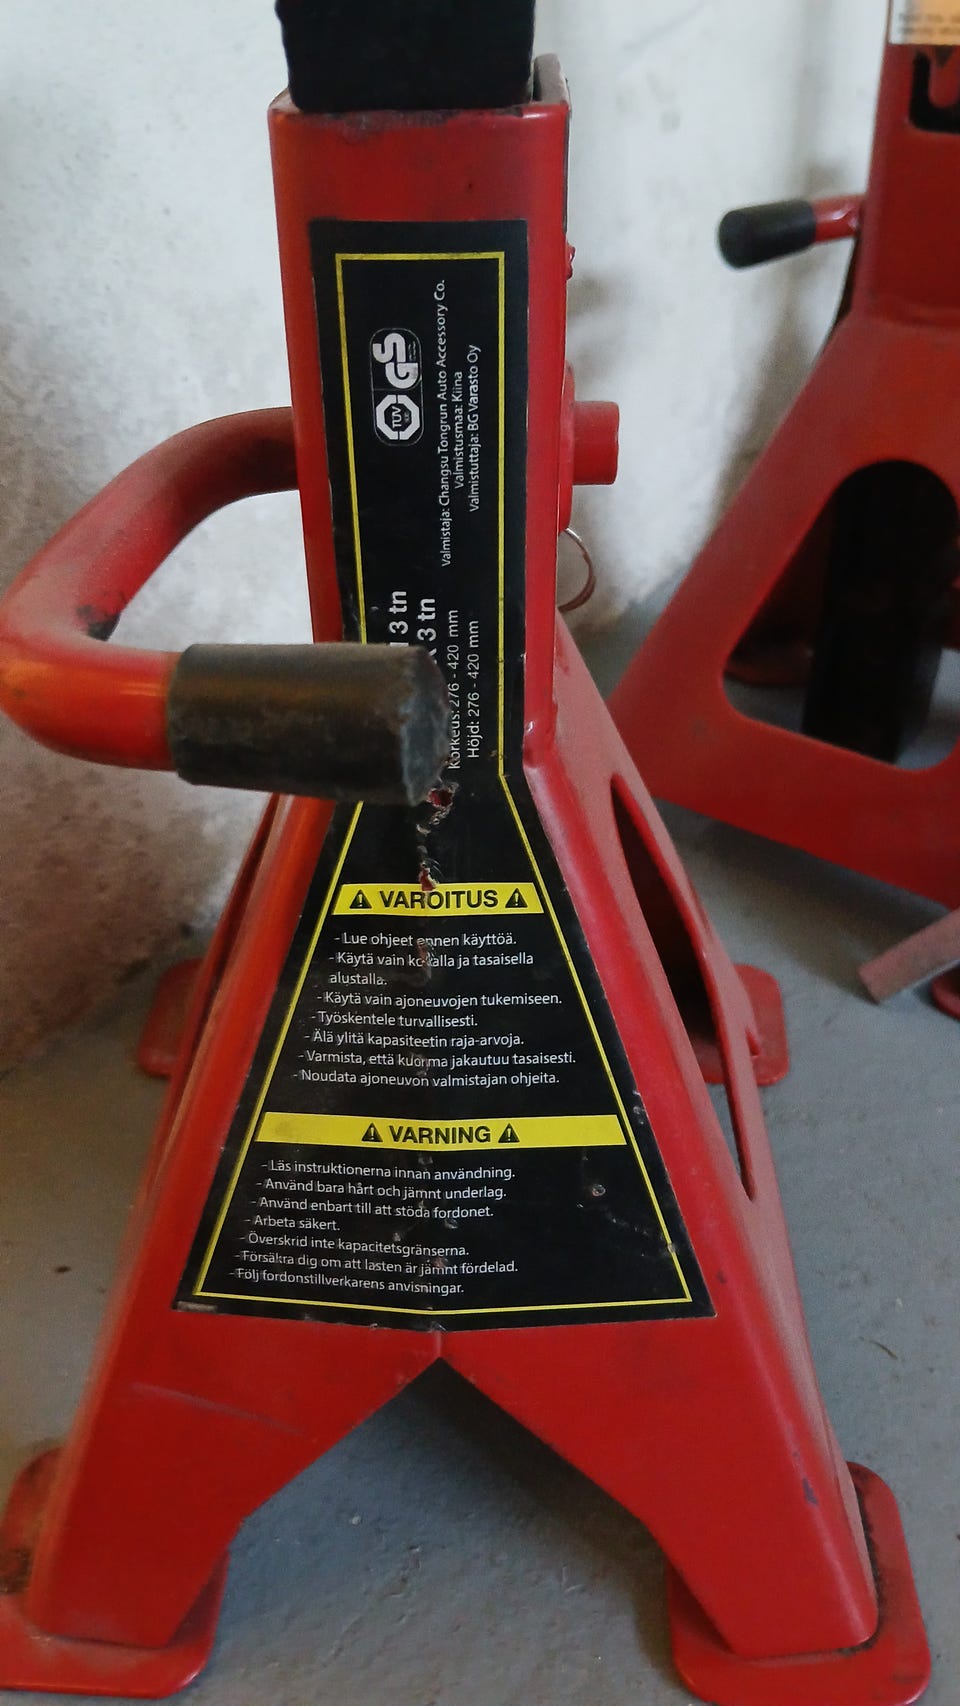 TÜV
GS
Valmistaja: Changsu Tongrun Auto Accessory Co.
Valmistusmaa: Kiina
Valmistuttaja: BG Varasto Oy
3 tn
3 tn
Korkeus: 276 - 420 mm
Höjd: 276 - 420 mm
VAROITUS
- Lue ohjeet ennen käyttöä.
- Käytä vain kovalla ja tasaisella
alustalla.
- Käytä vain ajoneuvojen tukemiseen.
- Työskentele turvallisesti.
- Älä ylitä kapasiteetin raja-arvoja.
- Varmista, että kuorma jakautuu tasaisesti.
- Noudata ajoneuvon valmistajan ohjeita.
VARNING
- Läs instruktionerna innan användning.
- Använd bara hårt och jämnt underlag.
- Använd enbart till att stöda fordonet.
- Arbeta säkert.
- Överskrid inte kapacitetsgränserna.
- Försäkra dig om att lasten är jämnt fördelad.
- Följ fordonstillverkarens anvisningar.